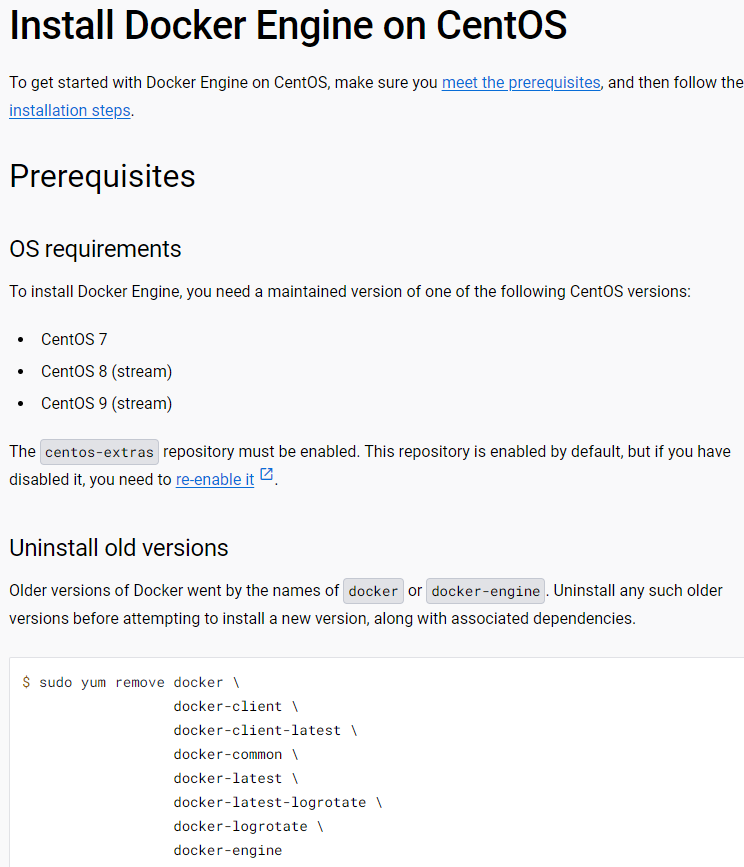 Install Docker Engine on CentOS
To get started with Docker Engine on CentOS, make sure you meet the prerequisites, and then follow the
installation steps.
Prerequisites
OS requirements
To install Docker Engine, you need a maintained version of one of the following CentOS versions:
• CentOS 7
• CentOS 8 (stream)
• CentOS 9 (stream)
The centos-extras repository must be enabled. This repository is enabled by default, but if you have
disabled it, you need to re-enable it.
Uninstall old versions
Older versions of Docker went by the names of docker or docker-engine. Uninstall any such older
versions before attempting to install a new version, along with associated dependencies.
$ sudo yum remove docker \
docker-client \
docker-client-latest \
docker-common \
docker-latest \
docker-latest-logrotate \
docker-logrotate \
docker-engine